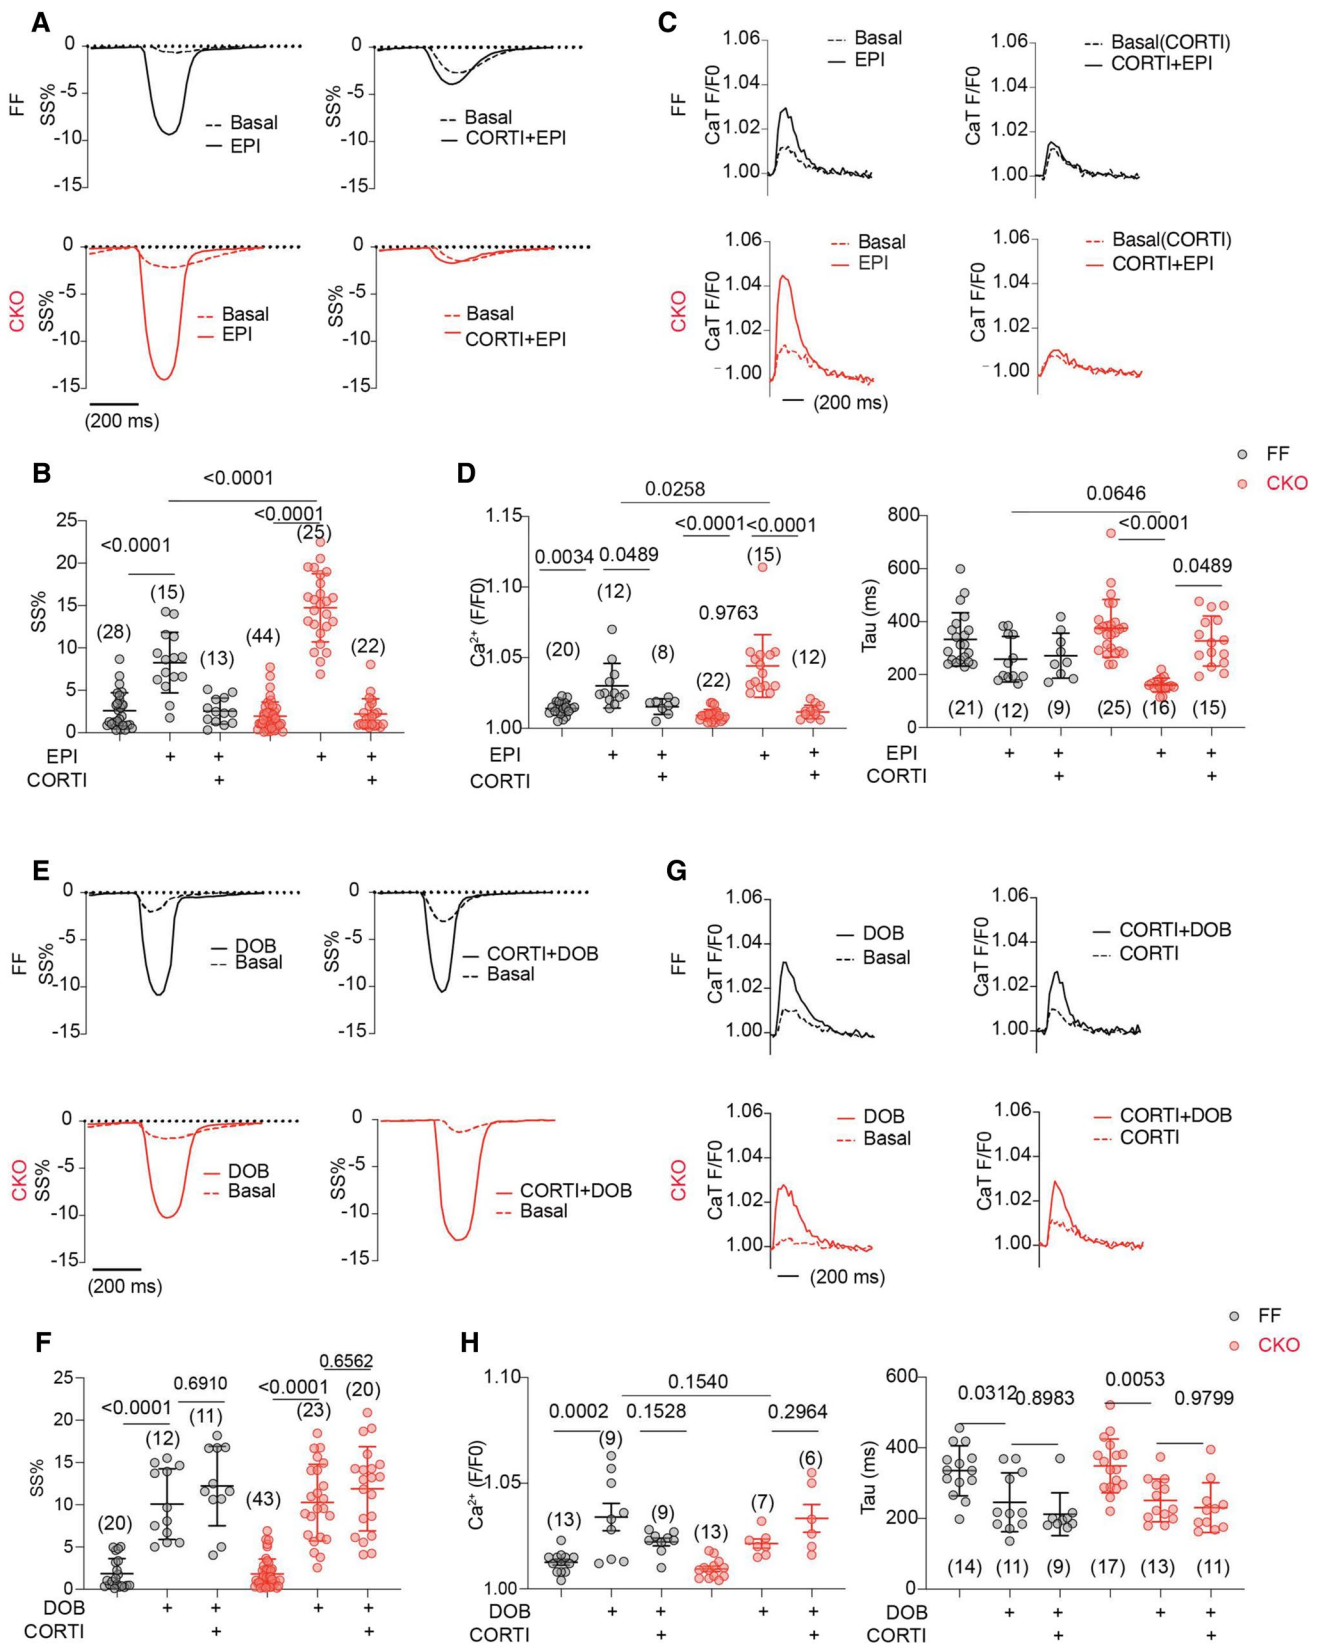 A
FF
SS%
0
-5
-10
-15
Basal
EPI
SS%
0
-5
-10
-15
Basal
CORTI+EPI
CKO
SS%
0
-5
-10
-15
Basal
EPI
(200 ms)
SS%
0
-5
-10
-15
Basal
CORTI+EPI
C
FF
CaT F/F0
1.06
1.04
1.02
1.00
Basal
EPI
CaT F/F0
1.06
1.04
1.02
1.00
Basal(CORTI)
CORTI+EPI
CKO
CaT F/F0
1.06
1.04
1.02
1.00
Basal
EPI
(200 ms)
CaT F/F0
1.06
1.04
1.02
1.00
Basal(CORTI)
CORTI+EPI
B
SS%
25
20
15
10
5
0
<0.0001
<0.0001
<0.0001
(28)
(15)
(13)
(44)
(25)
(22)
EPI + + + +
CORTI + +
D
Ca²⁺ (F/F0)
1.15
1.10
1.05
1.00
0.0258
<0.0001 <0.0001
0.0034 0.0489
0.9763
(20)
(12)
(8)
(22)
(15)
(12)
EPI + + + +
CORTI + +
FF
CKO
Tau (ms)
800
600
400
200
0
0.0646
<0.0001
0.0489
(21) (12) (9) (25) (16) (15)
EPI + + + +
CORTI + +
E
FF
SS%
0
-5
-10
-15
DOB
Basal
SS%
0
-5
-10
-15
CORTI+DOB
Basal
CKO
SS%
0
-5
-10
-15
DOB
Basal
(200 ms)
SS%
0
-5
-10
-15
CORTI+DOB
Basal
G
FF
CaT F/F0
1.06
1.04
1.02
1.00
DOB
Basal
CaT F/F0
1.06
1.04
1.02
1.00
CORTI+DOB
CORTI
CKO
CaT F/F0
1.06
1.04
1.02
1.00
DOB
Basal
(200 ms)
CaT F/F0
1.06
1.04
1.02
1.00
CORTI+DOB
CORTI
F
SS%
25
20
15
10
5
0
0.6562
0.6910
<0.0001
<0.0001
(20)
(12)
(11)
(43)
(23)
(20)
DOB + + + +
CORTI + +
H
Ca²⁺ (F/F0)
1.10
1.05
1.00
0.1540
0.0002 0.1528 0.2964
(13)
(9)
(9)
(13)
(7)
(6)
DOB + + + +
CORTI + +
FF
CKO
Tau (ms)
600
400
200
0
0.0312
0.8983
0.0053
0.9799
(14) (11) (9) (17) (13) (11)
DOB + + + +
CORTI + +